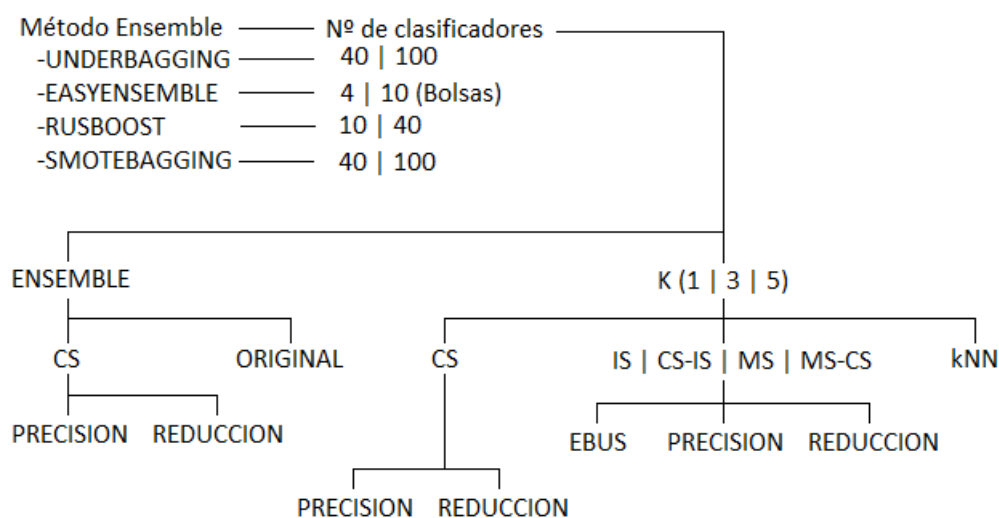 Método Ensemble Nº de clasificadores
-UNDERBAGGING 40 | 100
-EASYENSEMBLE 4 | 10 (Bolsas)
-RUSBOOST 10 | 40
-SMOTEBAGGING 40 | 100
ENSEMBLE K (1 | 3 | 5)
CS ORIGINAL CS IS | CS-IS | MS | MS-CS kNN
PRECISION REDUCCION EBUS PRECISION REDUCCION
PRECISION REDUCCION